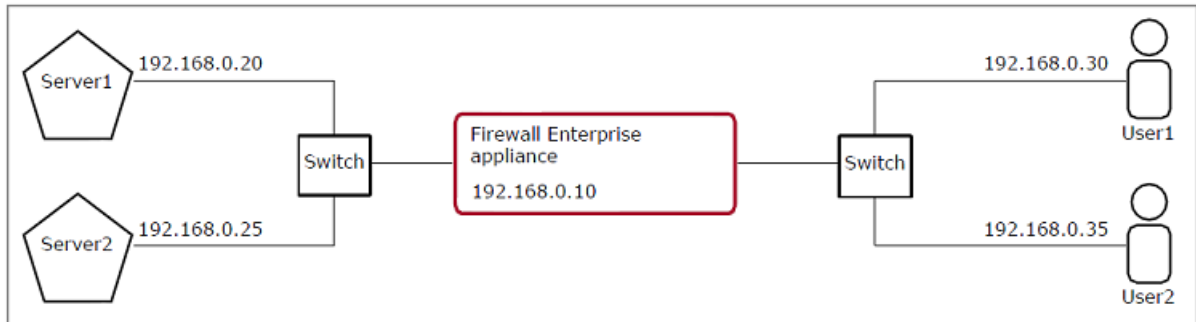 Server1
192.168.0.20
Switch
Server2
192.168.0.25
Firewall Enterprise
appliance
192.168.0.10
Switch
192.168.0.30
User1
192.168.0.35
User2